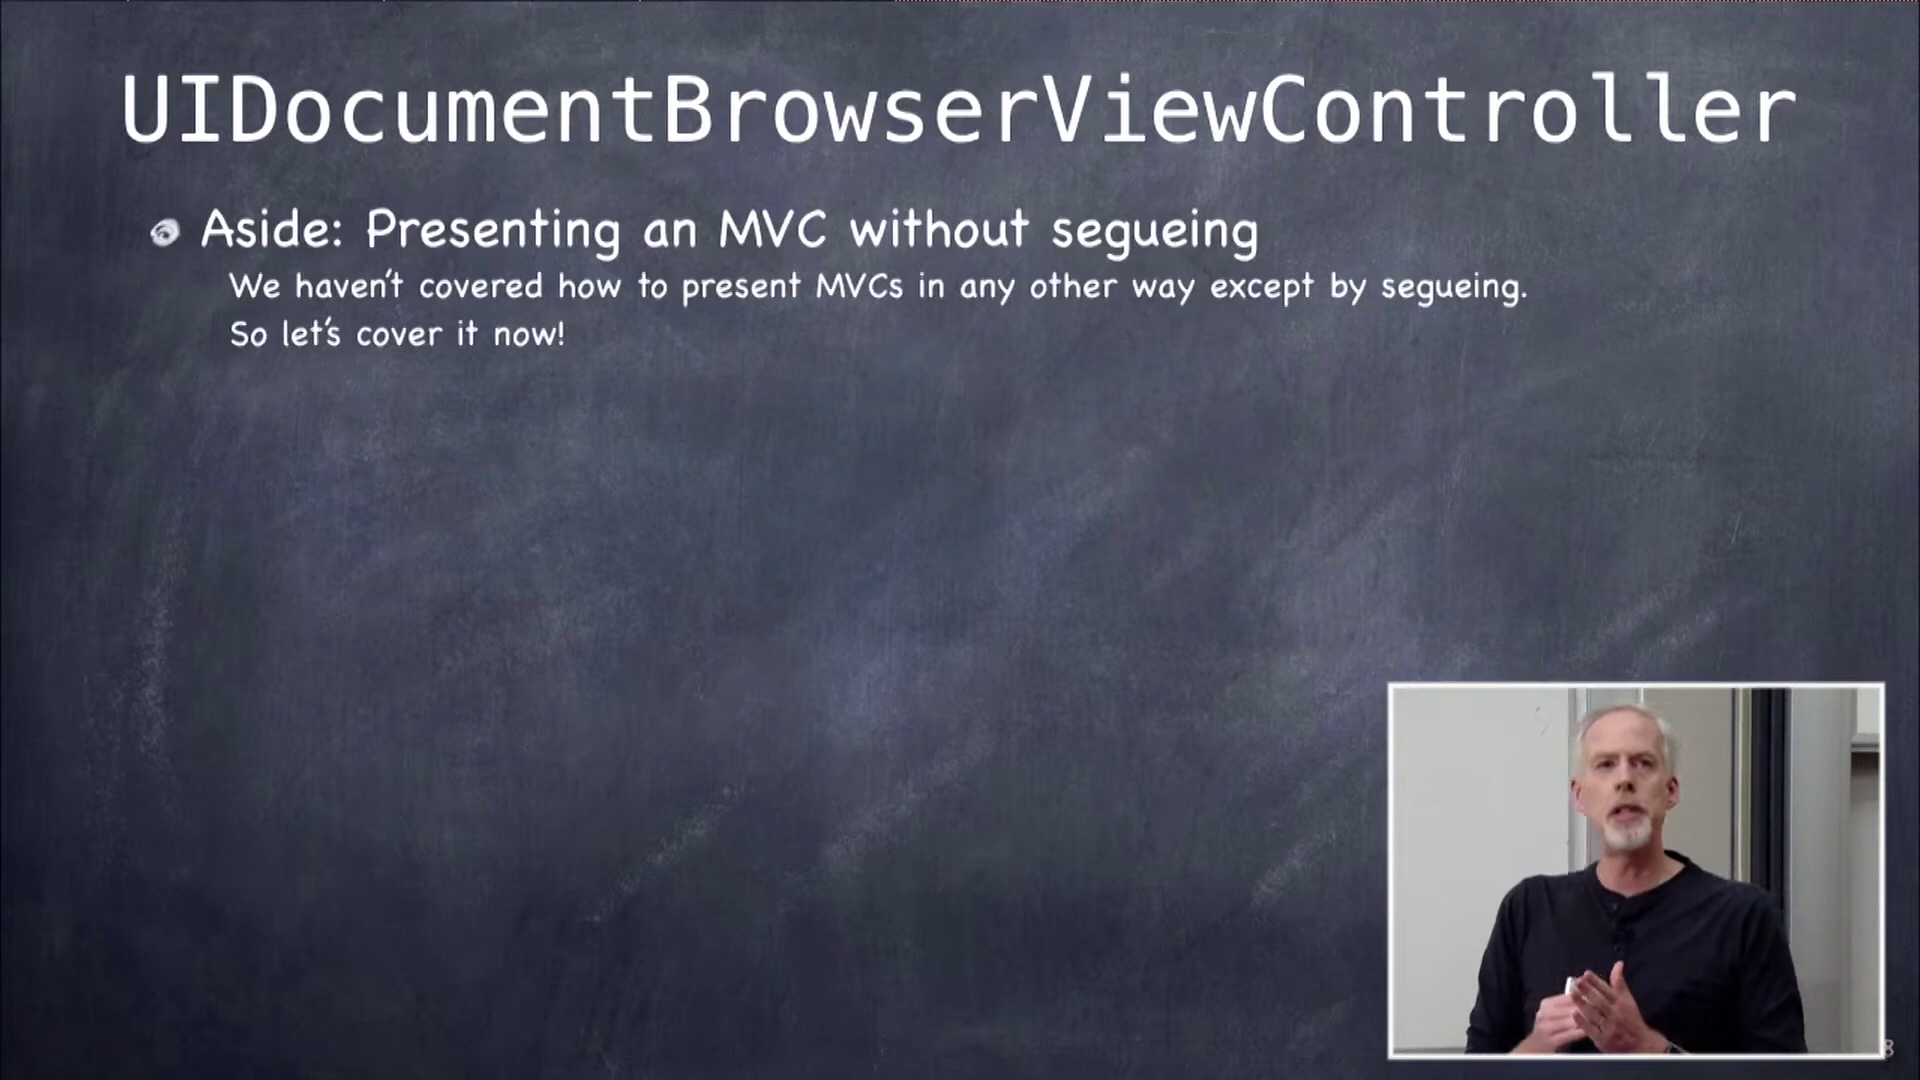 UIDocumentBrowserViewController
Aside: Presenting an MVC without segueing
We haven't covered how to present MVCs in any other way except by segueing.
So let's cover it now!
8